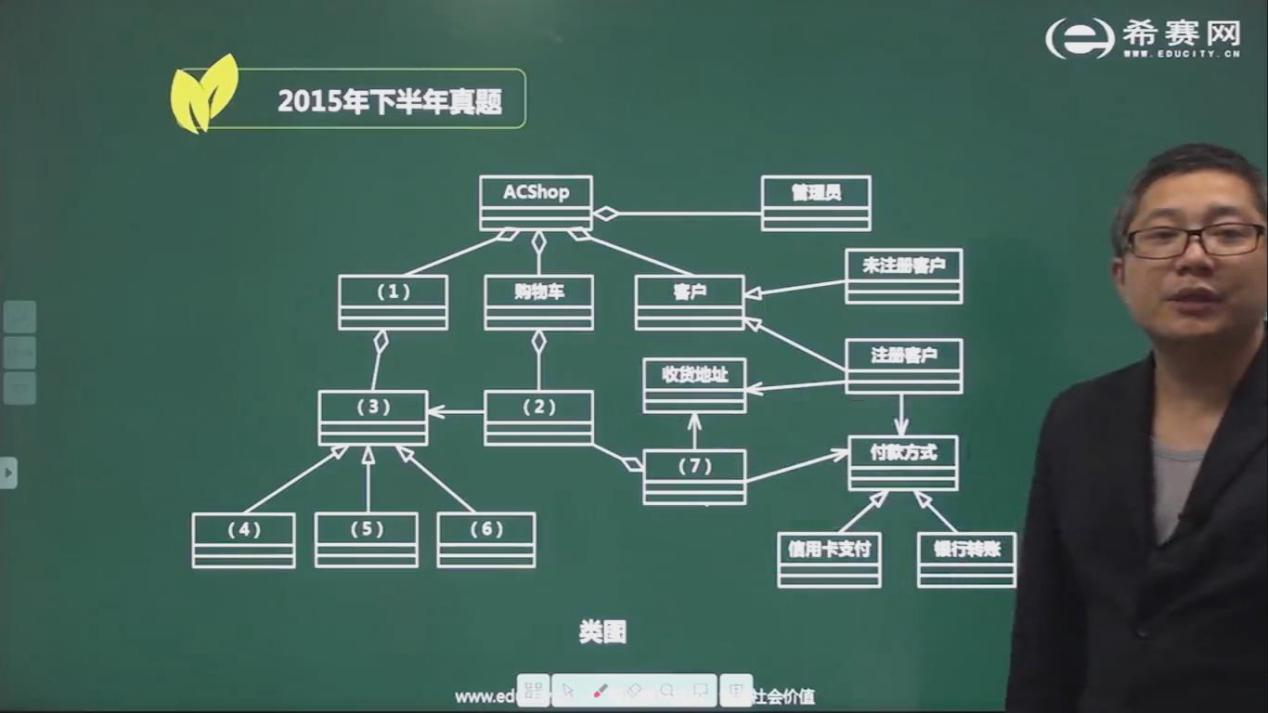 希赛网
WWW.EDUCITY.CN
2015年下半年真题
ACShop
管理员
（1）
购物车
客户
未注册客户
收货地址
注册客户
（3）
（2）
（7）
付款方式
（4）
（5）
（6）
信用卡支付
银行转账
类图
www.edu
社会价值